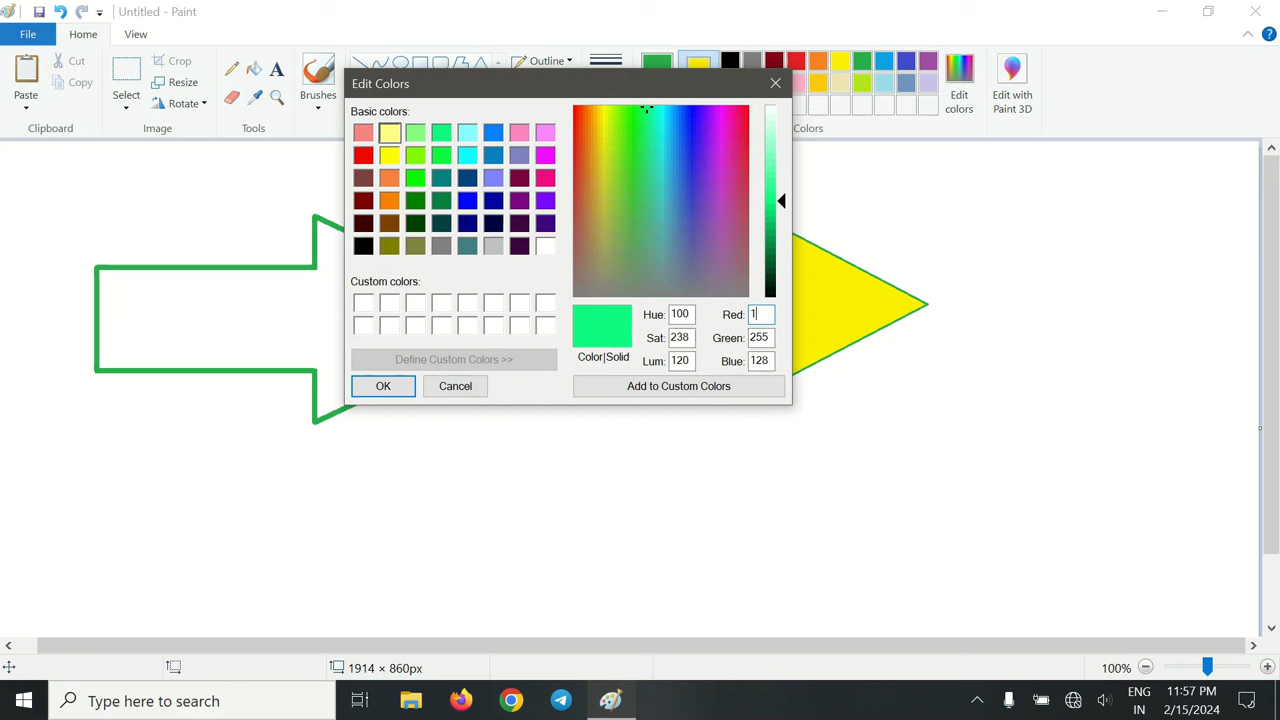 Untitled - Paint
File
Home
View
Paste
Cut
Copy
Clipboard
Select
Crop
Resize
Rotate
Image
A
Tools
Brushes
Outline
Edit colors
Colors
Edit with Paint 3D
?
Edit Colors
Basic colors:
Custom colors:
Define Custom Colors >>
OK
Cancel
Color|Solid
Hue: 100
Red: 1
Sat: 238
Green: 255
Lum: 120
Blue: 128
Add to Custom Colors
1914 × 860px
100%
Type here to search
ENG
IN
11:57 PM
2/15/2024